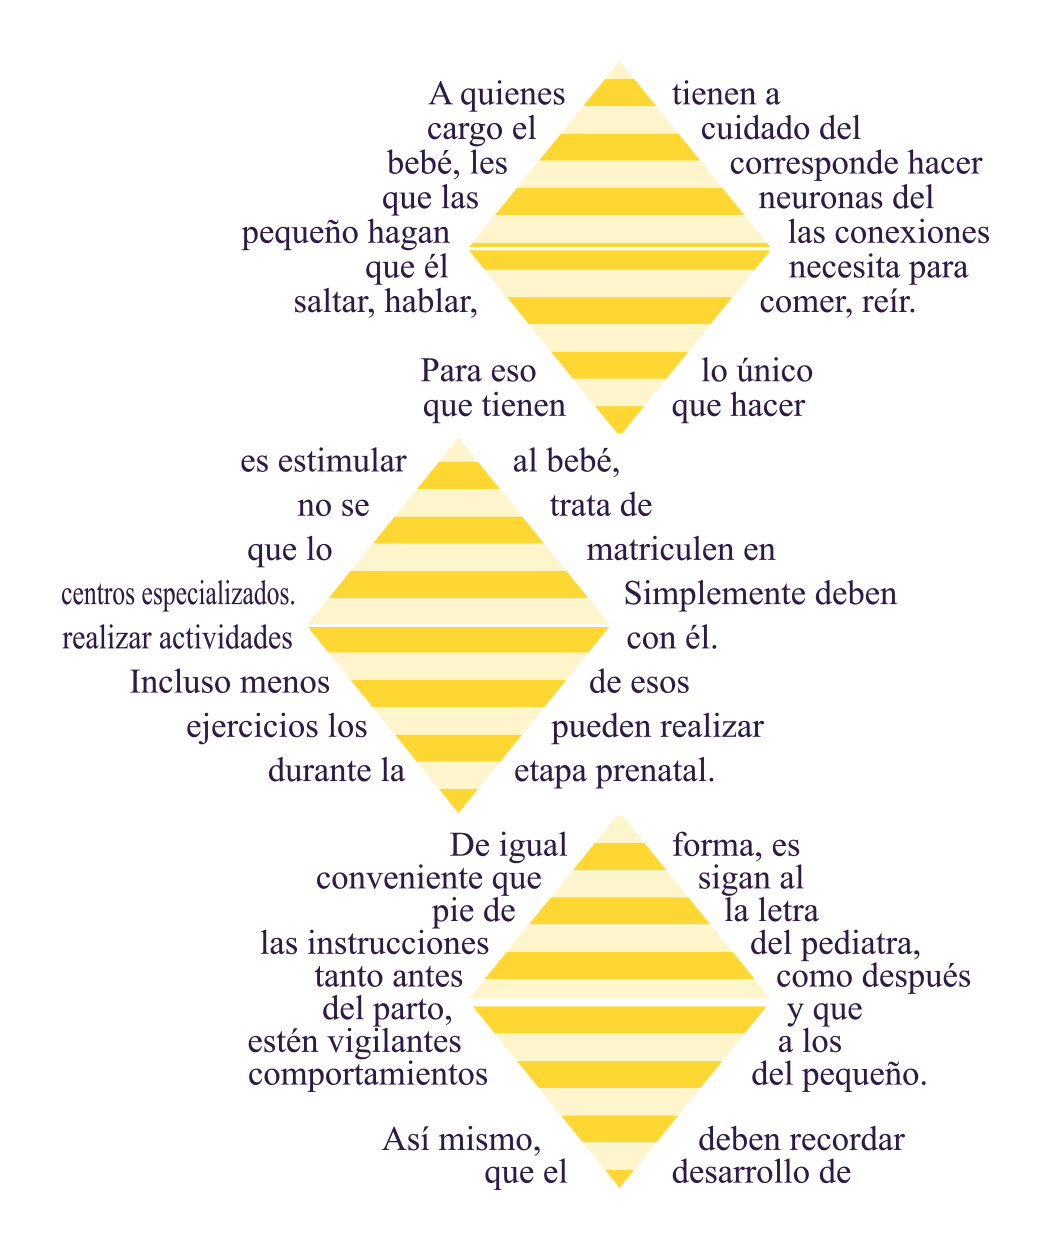 A quienes tienen a
cargo el cuidado del
bebé, les corresponde hacer
que las neuronas del
pequeño hagan las conexiones
que él necesita para
saltar, hablar, comer, reír.
Para eso lo único
que tienen que hacer
es estimular al bebé,
no se trata de
que lo matriculen en
centros especializados. Simplemente deben
realizar actividades con él.
Incluso menos de esos
ejercicios los pueden realizar
durante la etapa prenatal.
De igual forma, es
conveniente que sigan al
pie de la letra
las instrucciones del pediatra,
tanto antes como después
del parto, y que
estén vigilantes a los
comportamientos del pequeño.
Así mismo, deben recordar
que el desarrollo de